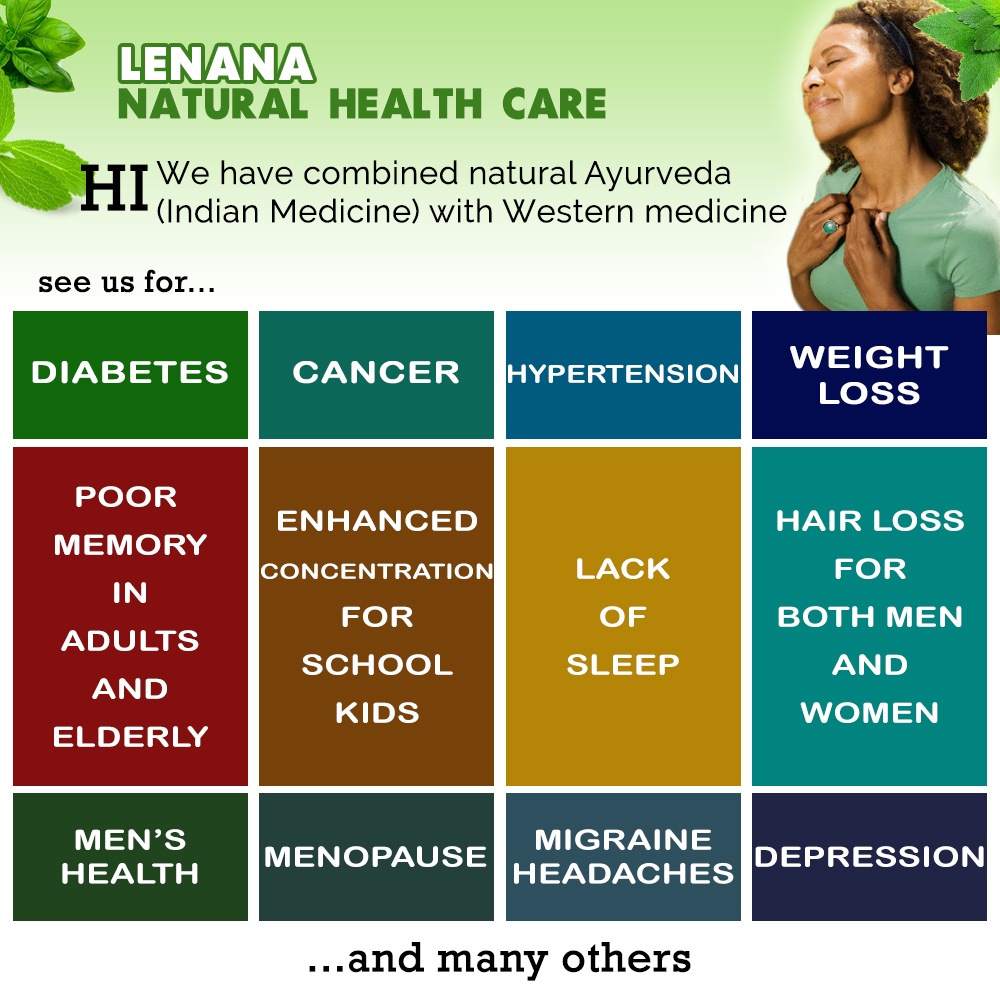 LENANA
NATURAL HEALTH CARE
HI We have combined natural Ayurveda
(Indian Medicine) with Western medicine
see us for...
DIABETES
CANCER
HYPERTENSION
WEIGHT
LOSS
POOR
MEMORY
IN
ADULTS
AND
ELDERLY
ENHANCED
CONCENTRATION
FOR
SCHOOL
KIDS
LACK
OF
SLEEP
HAIR LOSS
FOR
BOTH MEN
AND
WOMEN
MEN'S
HEALTH
MENOPAUSE
MIGRAINE
HEADACHES
DEPRESSION
...and many others